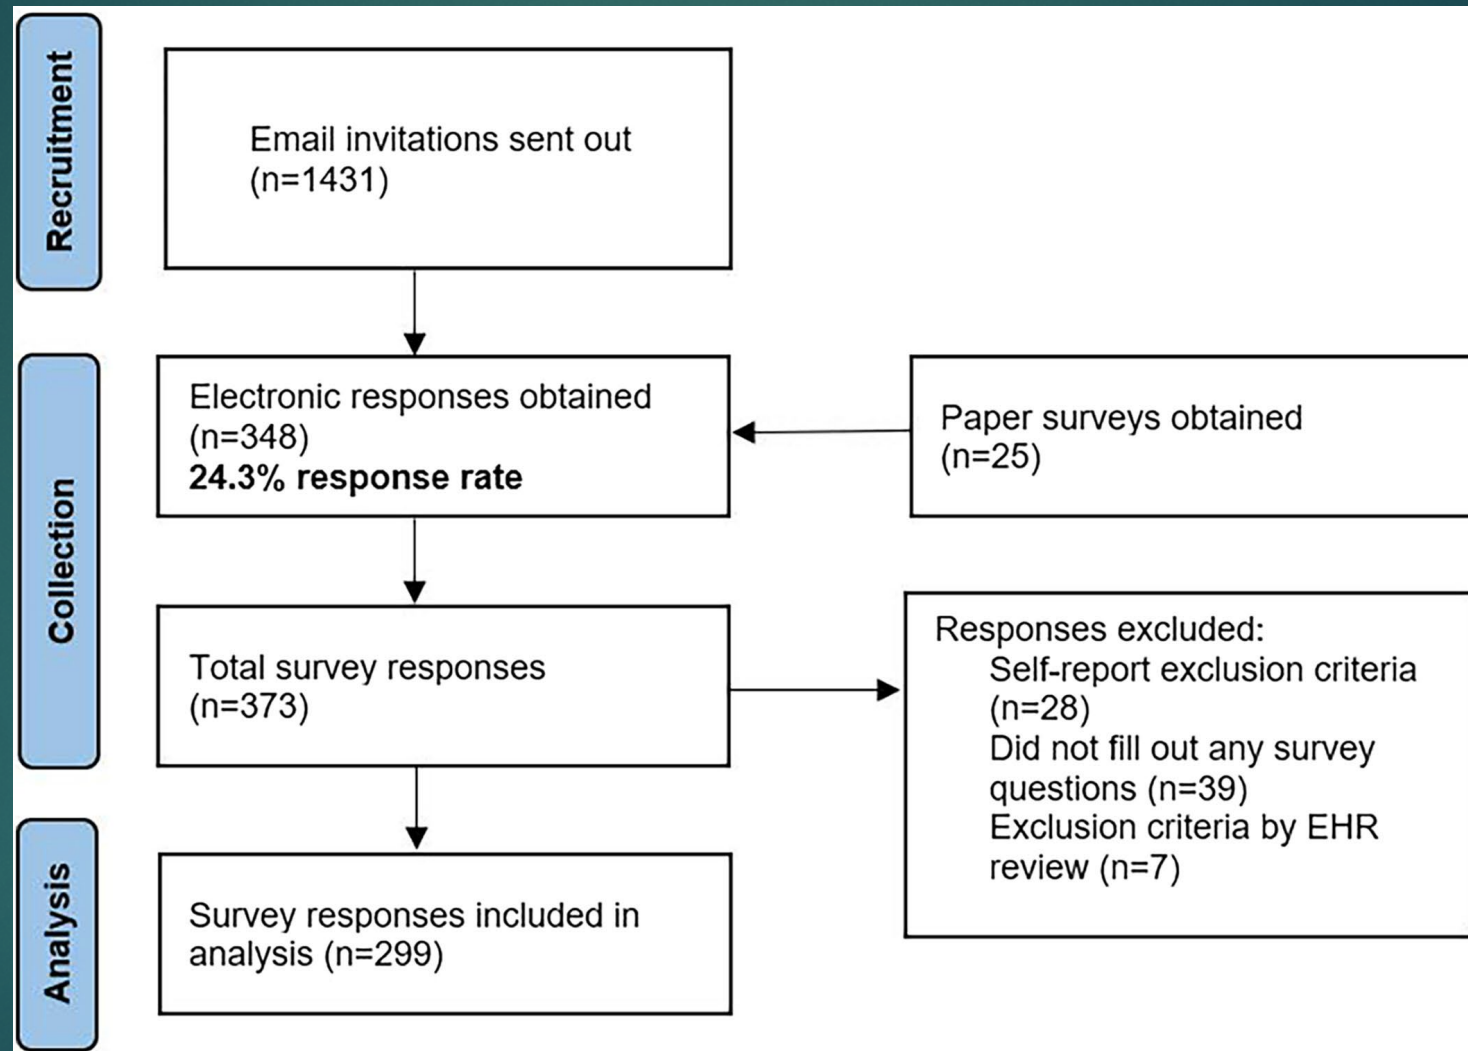 Recruitment
Email invitations sent out
(n=1431)
Collection
Electronic responses obtained
(n=348)
24.3% response rate
Paper surveys obtained
(n=25)
Total survey responses
(n=373)
Responses excluded:
Self-report exclusion criteria
(n=28)
Did not fill out any survey
questions (n=39)
Exclusion criteria by EHR
review (n=7)
Analysis
Survey responses included in
analysis (n=299)